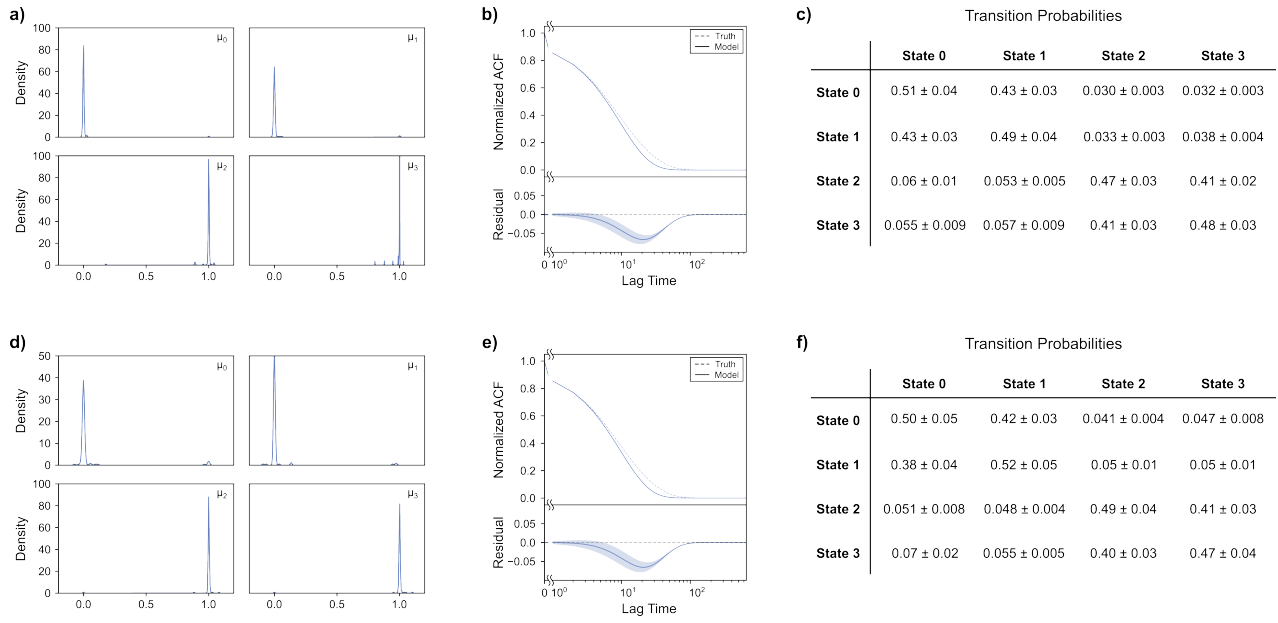 a)
b)
c)
Transition Probabilities
μ0
μ1
μ2
μ3
Density
100
80
60
40
20
0
Density
100
80
60
40
20
0
0.0 0.5 1.0
0.0 0.5 1.0
Truth
Model
Normalized ACF
1.0
0.8
0.6
0.4
0.2
0.0
Residual
0.05
0.0
−0.05
0 10⁰ 10¹ 10²
Lag Time
State 0 State 1 State 2 State 3
State 0 0.51 ± 0.04 0.43 ± 0.03 0.030 ± 0.003 0.032 ± 0.003
State 1 0.43 ± 0.03 0.49 ± 0.04 0.033 ± 0.003 0.038 ± 0.004
State 2 0.06 ± 0.01 0.053 ± 0.005 0.47 ± 0.03 0.41 ± 0.02
State 3 0.055 ± 0.009 0.057 ± 0.009 0.41 ± 0.03 0.48 ± 0.03
d)
e)
f)
Transition Probabilities
μ0
μ1
μ2
μ3
Density
50
40
30
20
10
0
Density
100
80
60
40
20
0
0.0 0.5 1.0
0.0 0.5 1.0
Truth
Model
Normalized ACF
1.0
0.8
0.6
0.4
0.2
0.0
Residual
0.05
0.0
−0.05
0 10⁰ 10¹ 10²
Lag Time
State 0 State 1 State 2 State 3
State 0 0.50 ± 0.05 0.42 ± 0.03 0.041 ± 0.004 0.047 ± 0.008
State 1 0.38 ± 0.04 0.52 ± 0.05 0.05 ± 0.01 0.05 ± 0.01
State 2 0.051 ± 0.008 0.048 ± 0.004 0.49 ± 0.04 0.41 ± 0.03
State 3 0.07 ± 0.02 0.055 ± 0.005 0.40 ± 0.03 0.47 ± 0.04